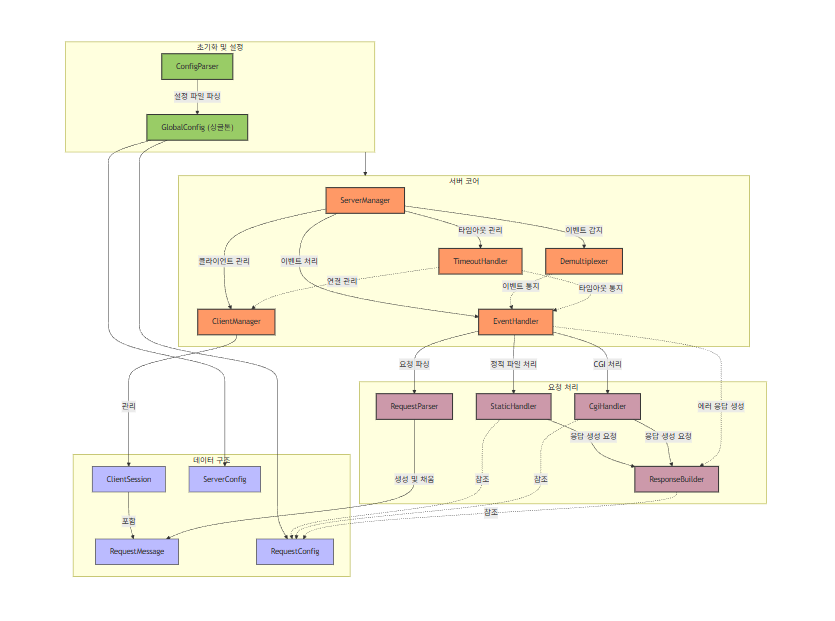 초기화 및 설정
ConfigParser
설정 파일 파싱
GlobalConfig (싱글톤)
서버 코어
ServerManager
타임아웃 관리
이벤트 감지
클라이언트 관리
이벤트 처리
TimeoutHandler
Demultiplexer
연결 관리
이벤트 통지
타임아웃 통지
ClientManager
EventHandler
요청 파싱
정적 파일 처리
CGI 처리
요청 처리
관리
RequestParser
StaticHandler
CgiHandler
에러 응답 생성
응답 생성 요청
응답 생성 요청
데이터 구조
ClientSession
ServerConfig
생성 및 채움
참조
참조
ResponseBuilder
참조
포함
RequestMessage
RequestConfig